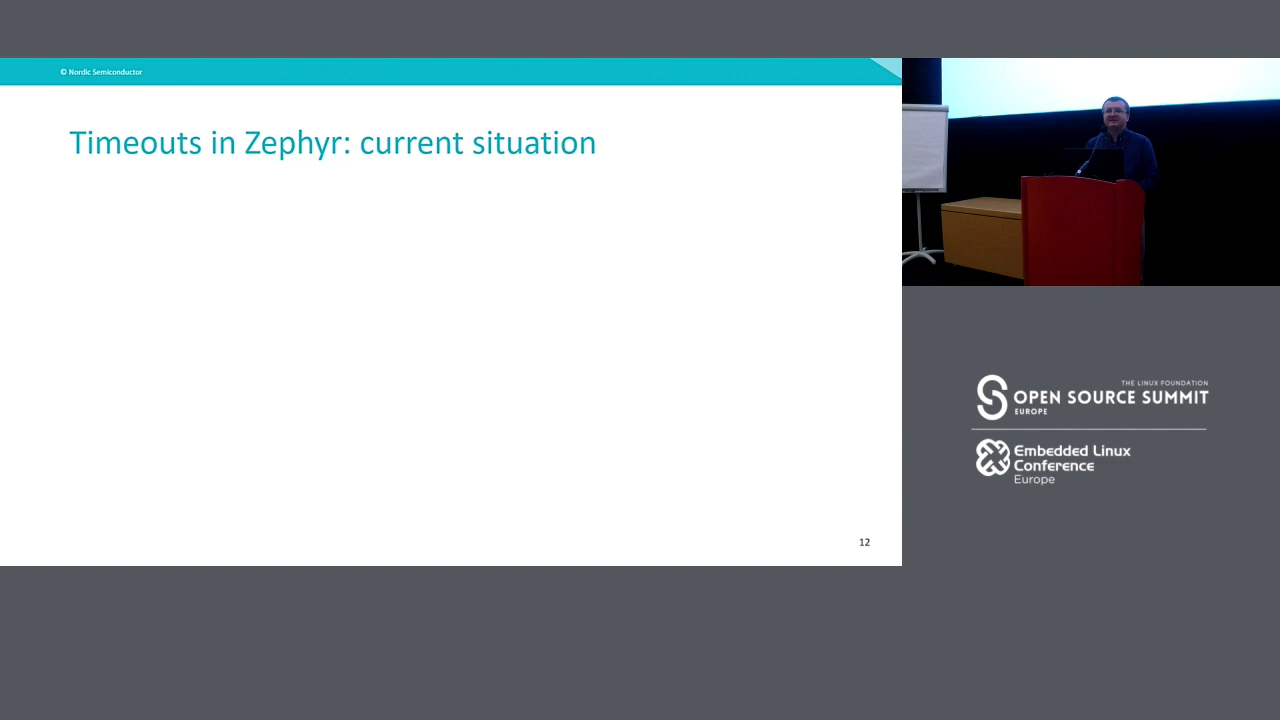 © Nordic Semiconductor
Timeouts in Zephyr: current situation
12
THE LINUX FOUNDATION
OPEN SOURCE SUMMIT
EUROPE
Embedded Linux
Conference
Europe